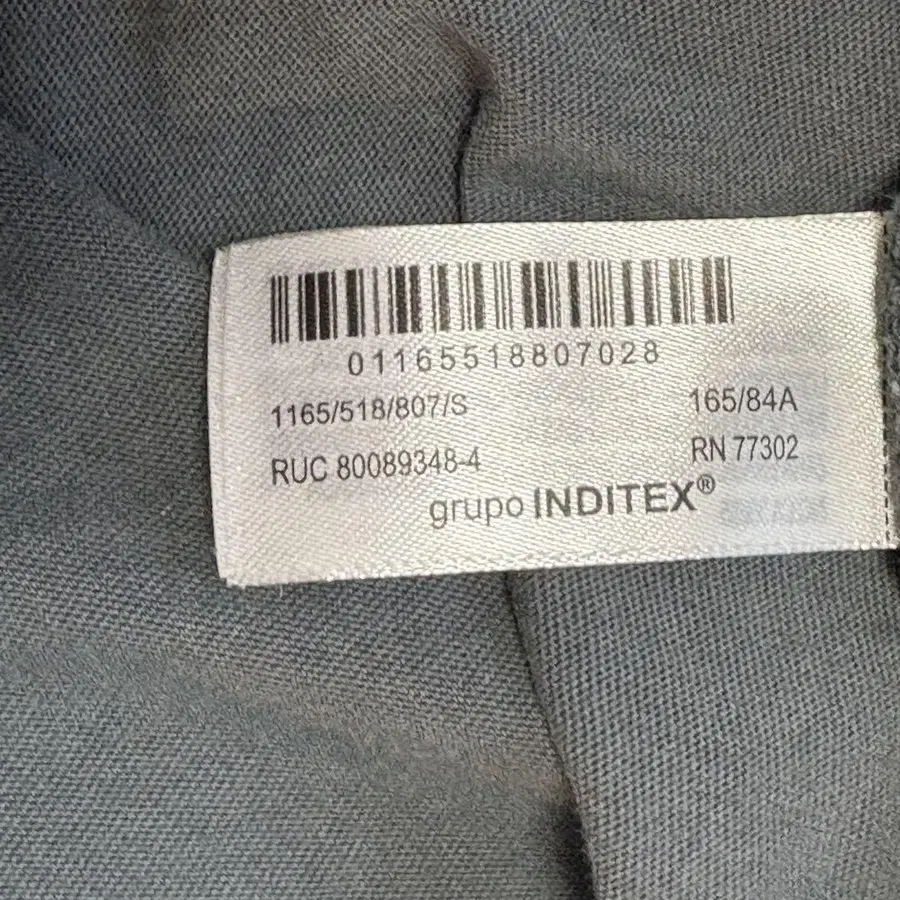 01165518807028
1165/518/807/S 165/84A
RUC 80089348-4 RN 77302
grupo INDITEX®